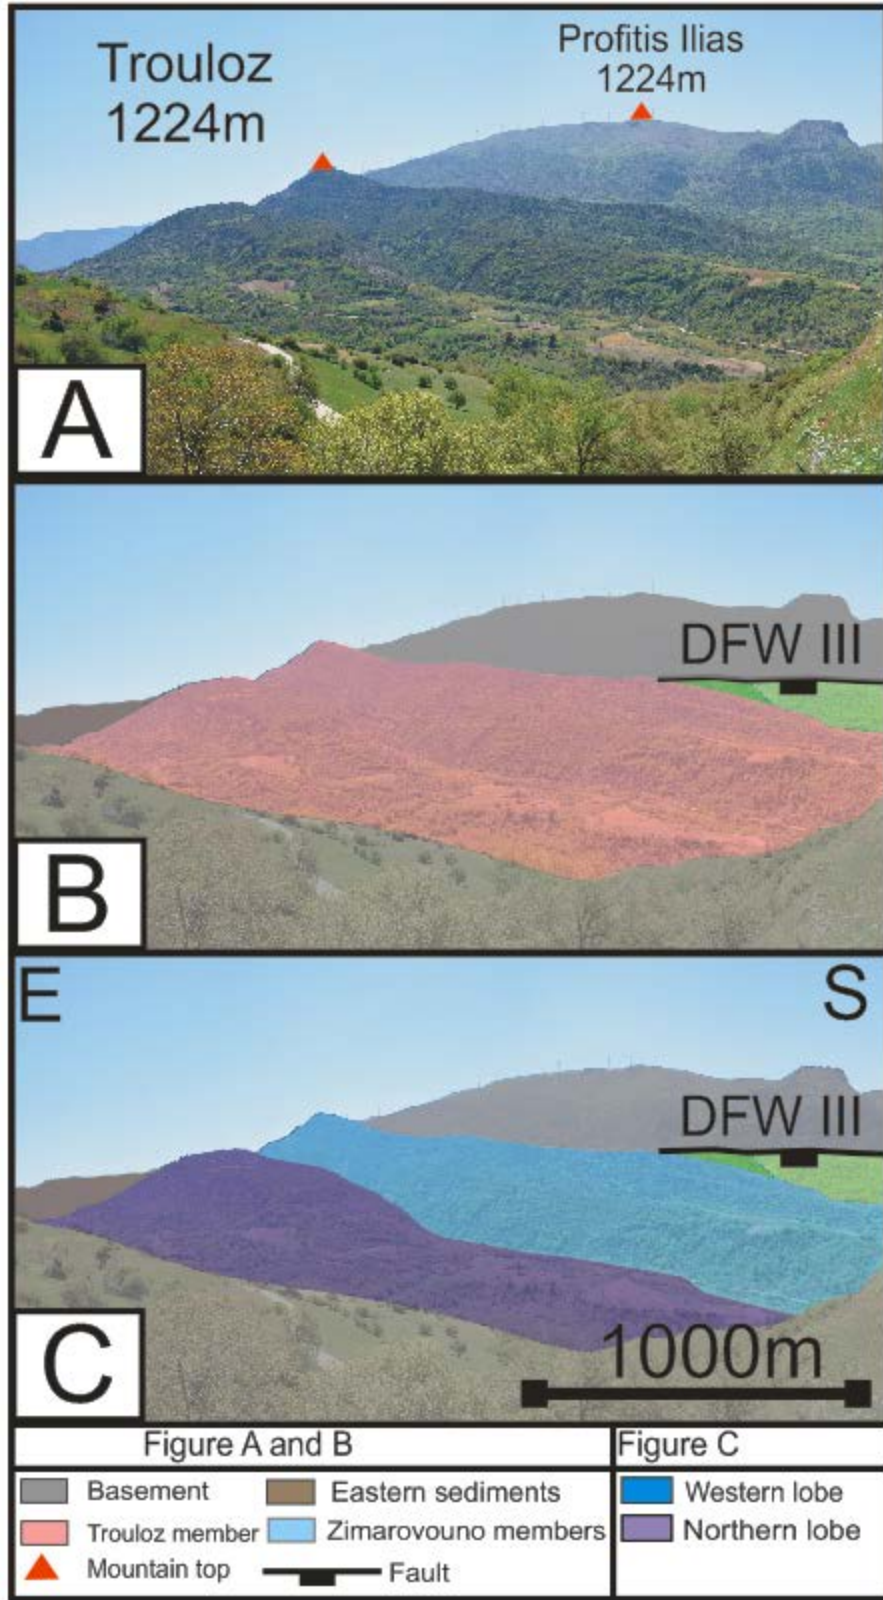 Trouloz
1224m
Profitis Ilias
1224m
A
DFW III
B
E
S
DFW III
C
1000m
Figure A and B
Figure C
Basement
Eastern sediments
Western lobe
Trouloz member
Zimarovouno members
Northern lobe
Mountain top
Fault